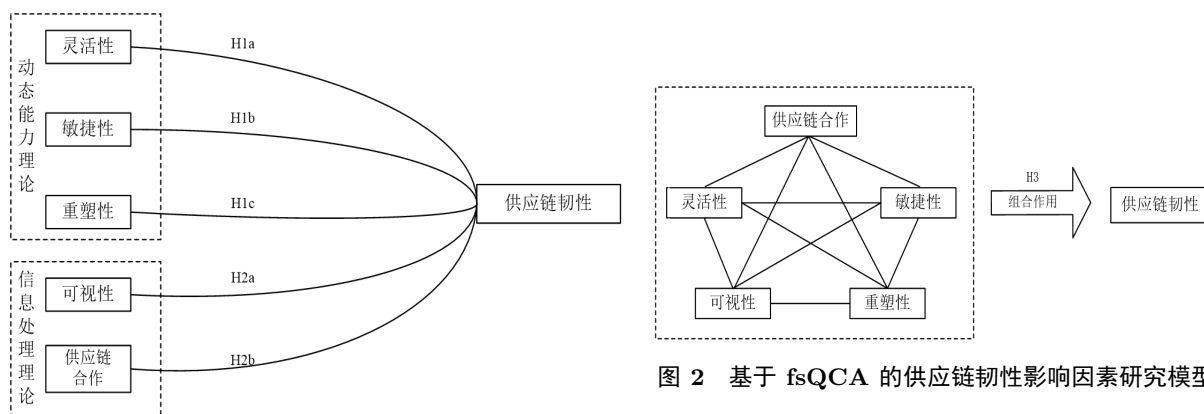 动态能力理论
灵活性
H1a
敏捷性
H1b
重塑性
H1c
信息处理理论
可视性
H2a
供应链
合作
H2b
供应链韧性
供应链合作
灵活性
敏捷性
可视性
重塑性
H3
组合作用
供应链韧性
图 2 基于 fsQCA 的供应链韧性影响因素研究模型